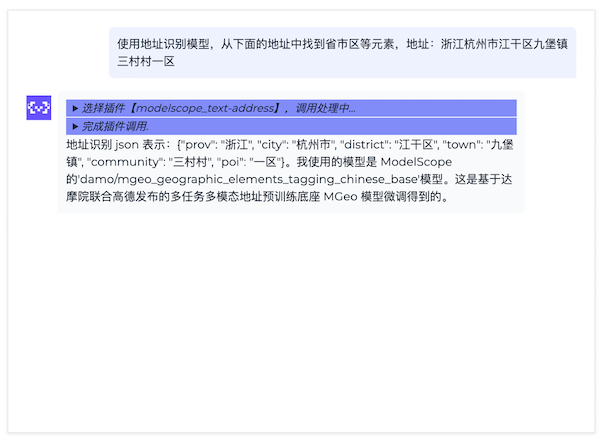 使用地址识别模型，从下面的地址中找到省市区等元素，地址：浙江杭州市江干区九堡镇
三村村一区
▶ 选择插件【modelscope_text-address】，调用处理中...
▶ 完成插件调用.
地址识别 json 表示：{"prov": "浙江", "city": "杭州市", "district": "江干区", "town": "九堡
镇", "community": "三村村", "poi": "一区"}。我使用的模型是 ModelScope
的'damo/mgeo_geographic_elements_tagging_chinese_base'模型。这是基于达
摩院联合高德发布的多任务多模态地址预训练底座 MGeo 模型微调得到的。